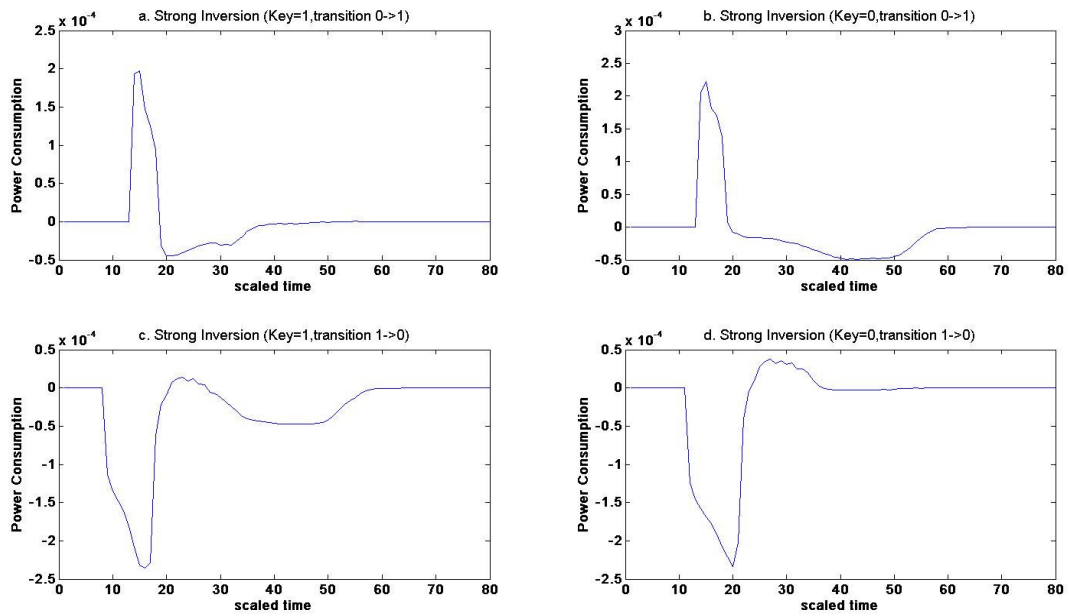 a. Strong Inversion (Key=1,transition 0->1)
x 10^-4
2.5
2
1.5
1
0.5
0
-0.5
Power Consumption
0 10 20 30 40 50 60 70 80
scaled time
b. Strong Inversion (Key=0,transition 0->1)
x 10^-4
3
2.5
2
1.5
1
0.5
0
-0.5
Power Consumption
0 10 20 30 40 50 60 70 80
scaled time
c. Strong Inversion (Key=1,transition 1->0)
x 10^-4
0.5
0
-0.5
-1
-1.5
-2
-2.5
Power Consumption
0 10 20 30 40 50 60 70 80
scaled time
d. Strong Inversion (Key=0,transition 1->0)
x 10^-4
0.5
0
-0.5
-1
-1.5
-2
-2.5
Power Consumption
0 10 20 30 40 50 60 70 80
scaled time